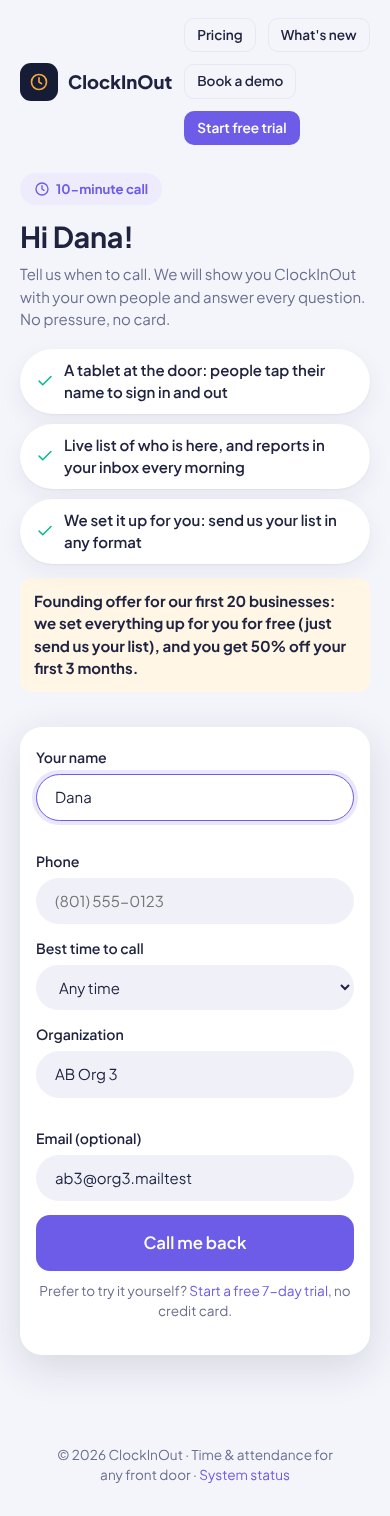 Pricing
What's new
ClockInOut
Book a demo
Start free trial
10-minute call
Hi Dana!
Tell us when to call. We will show you ClockInOut
with your own people and answer every question.
No pressure, no card.
A tablet at the door: people tap their
name to sign in and out
Live list of who is here, and reports in
your inbox every morning
We set it up for you: send us your list in
any format
Founding offer for our first 20 businesses:
we set everything up for you for free (just
send us your list), and you get 50% off your
first 3 months.
Your name
Dana
Phone
(801) 555-0123
Best time to call
Any time
Organization
AB Org 3
Email (optional)
ab3@org3.mailtest
Call me back
Prefer to try it yourself? Start a free 7-day trial, no
credit card.
© 2026 ClockInOut · Time & attendance for
any front door · System status